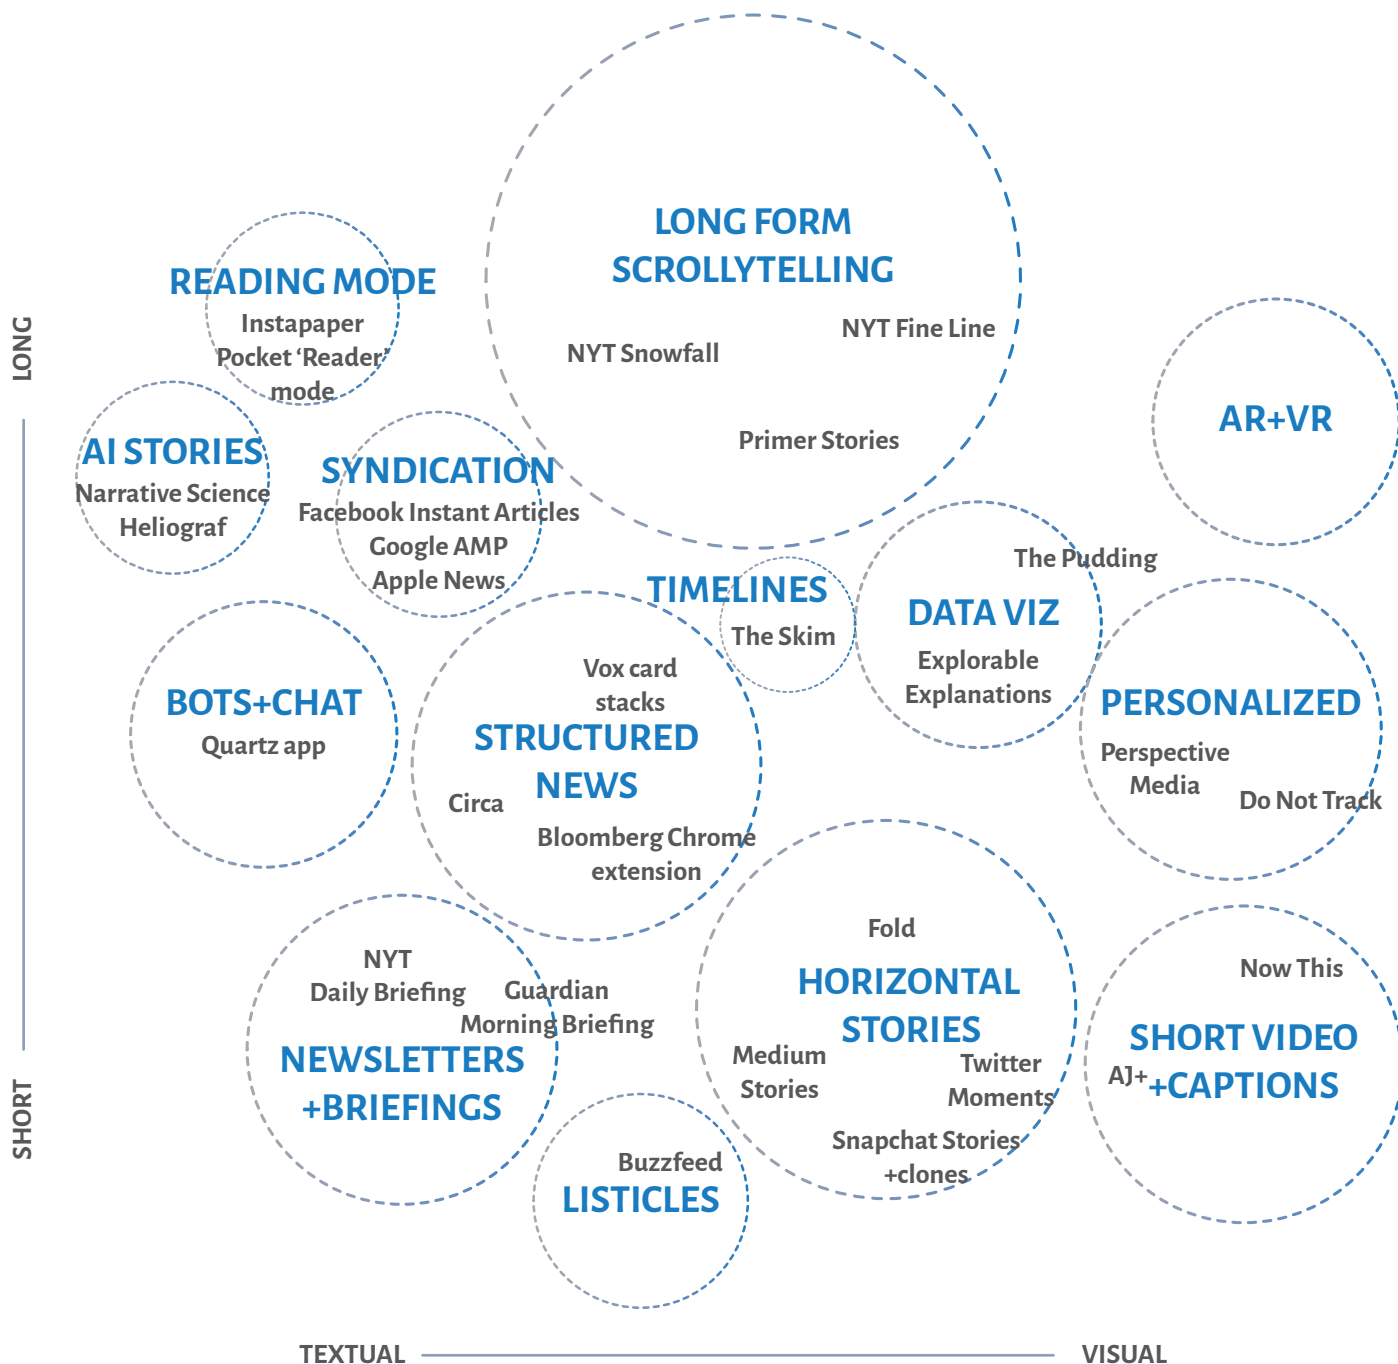 LONG FORM
SCROLLYTELLING
NYT Fine Line
NYT Snowfall
Primer Stories
READING MODE
Instapaper
Pocket ‘Reader’
mode
LONG
AR+VR
AI STORIES
Narrative Science
Heliograf
SYNDICATION
Facebook Instant Articles
Google AMP
Apple News
TIMELINES
The Skim
The Pudding
DATA VIZ
Explorable
Explanations
BOTS+CHAT
Quartz app
Vox card
stacks
STRUCTURED
NEWS
Circa
Bloomberg Chrome
extension
PERSONALIZED
Perspective
Media
Do Not Track
NYT
Daily Briefing
Guardian
Morning Briefing
NEWSLETTERS
+BRIEFINGS
Fold
HORIZONTAL
STORIES
Medium
Stories
Twitter
Moments
Snapchat Stories
+clones
Now This
SHORT VIDEO
AJ+
+CAPTIONS
SHORT
Buzzfeed
LISTICLES
TEXTUAL
VISUAL